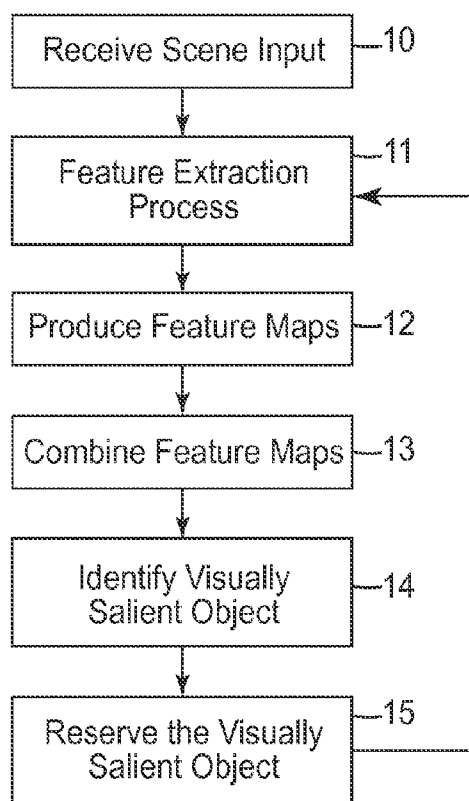 Receive Scene Input
10
11
Feature Extraction
Process
Produce Feature Maps
12
Combine Feature Maps
13
Identify Visually
Salient Object
14
15
Reserve the Visually
Salient Object